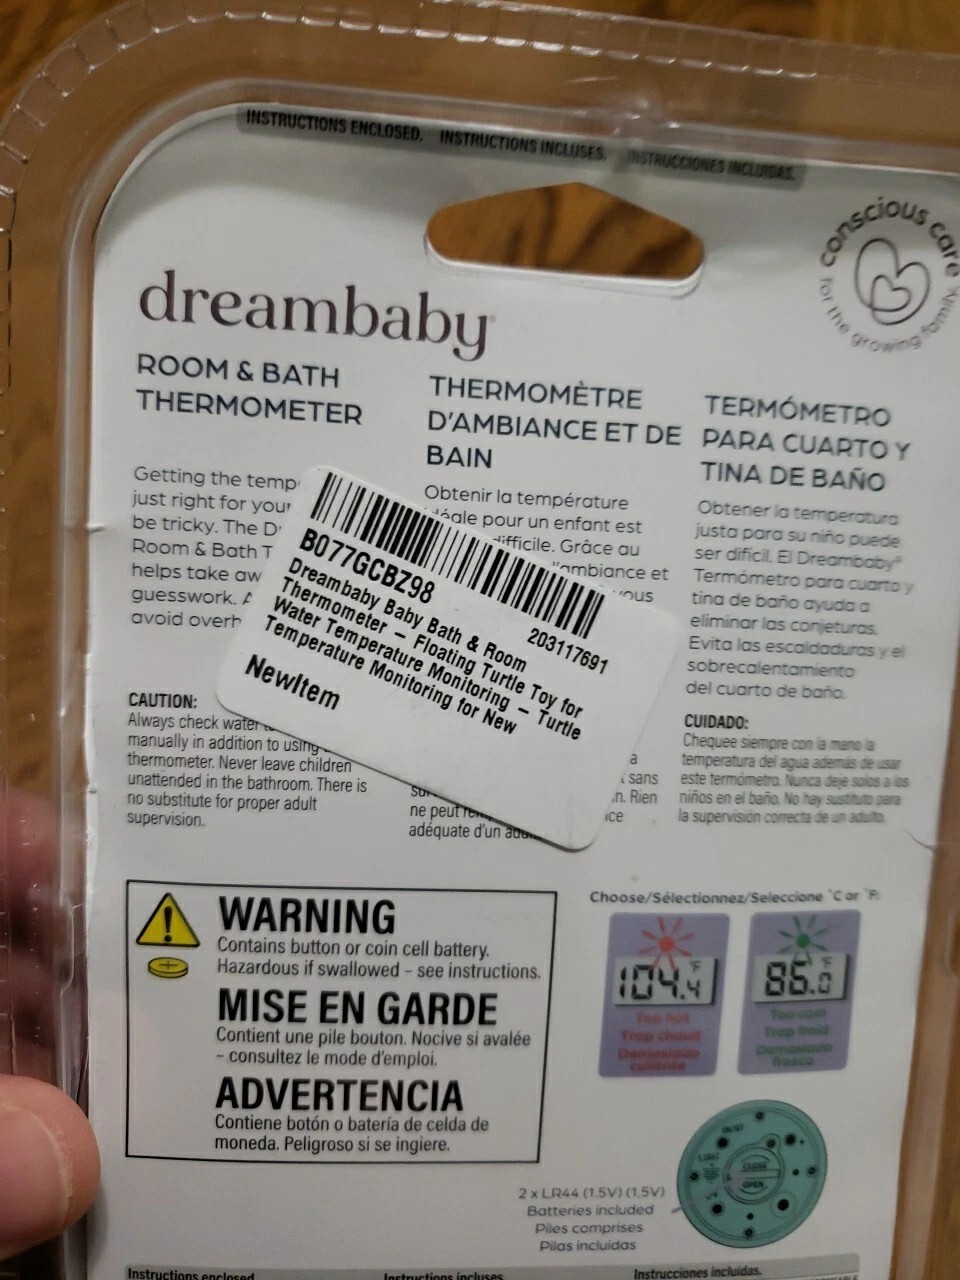 INSTRUCTIONS ENCLOSED. INSTRUCTIONS INCLUSES. INSTRUCCIONES INCLUIDAS.
conscious care
for the growing family.
dreambaby®
ROOM & BATH
THERMOMETER
Getting the temp
just right for your
be tricky. The D
Room & Bath T
helps take aw
guesswork. A
avoid overh
CAUTION:
Always check water
manually in addition to using
thermometer. Never leave children
unattended in the bathroom. There is
no substitute for proper adult
supervision.
THERMOMÈTRE
D'AMBIANCE ET DE
BAIN
Obtenir la température
idéale pour un enfant est
difficile. Grâce au
ambiance et
vous
a
sans
n. Rien
ne peut
ice
adéquate d'un
TERMÓMETRO
PARA CUARTO Y
TINA DE BAÑO
Obtener la temperatura
justa para su niño puede
ser difícil. El Dreambaby®
Termómetro para cuarto y
tina de baño ayuda a
eliminar las conjeturas.
Evita las escaldaduras y el
sobrecalentamiento
del cuarto de baño.
CUIDADO:
Chequee siempre con la mano la
temperatura del agua además de usar
este termómetro. Nunca deje solos a los
niños en el baño. No hay sustituto para
la supervisión correcta de un adulto.
B077GCBZ98
203117691
Dreambaby Baby Bath & Room
Thermometer – Floating Turtle Toy for
Water Temperature Monitoring – Turtle
Temperature Monitoring for New
NewItem
WARNING
Contains button or coin cell battery.
Hazardous if swallowed – see instructions.
MISE EN GARDE
Contient une pile bouton. Nocive si avalée
– consultez le mode d'emploi.
ADVERTENCIA
Contiene botón o batería de celda de
moneda. Peligroso si se ingiere.
Choose/Sélectionnez/Seleccione °C or °F:
104.4 °F
Too hot
Trop chaud
Demasiado
caliente
86.0 °F
Too cool
Trop froid
Demasiado
fresco
CLOSE
OPEN
2 x LR44 (1.5V) (1,5V)
Batteries included
Piles comprises
Pilas incluidas
Instructions enclosed. Instructions incluses. Instrucciones incluidas.